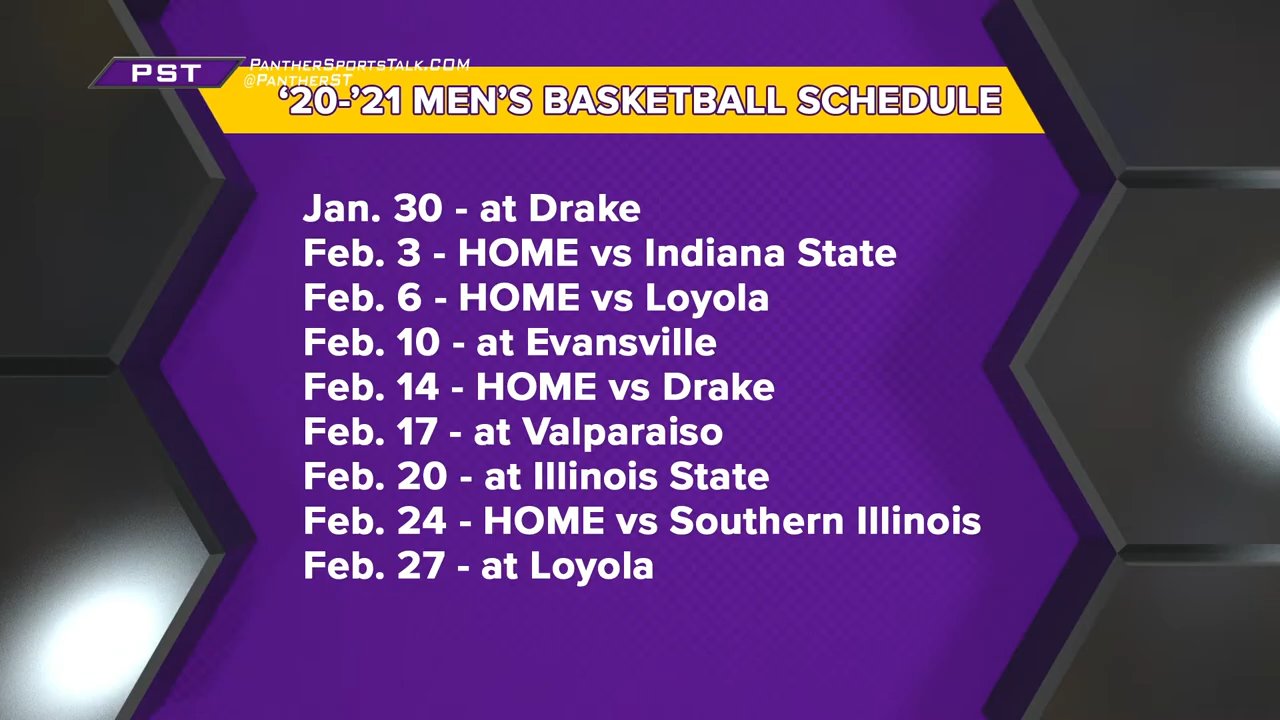 PST
PANTHERSPORTSTALK.COM
@PANTHERST
‘20-’21 MEN’S BASKETBALL SCHEDULE
Jan. 30 - at Drake
Feb. 3 - HOME vs Indiana State
Feb. 6 - HOME vs Loyola
Feb. 10 - at Evansville
Feb. 14 - HOME vs Drake
Feb. 17 - at Valparaiso
Feb. 20 - at Illinois State
Feb. 24 - HOME vs Southern Illinois
Feb. 27 - at Loyola